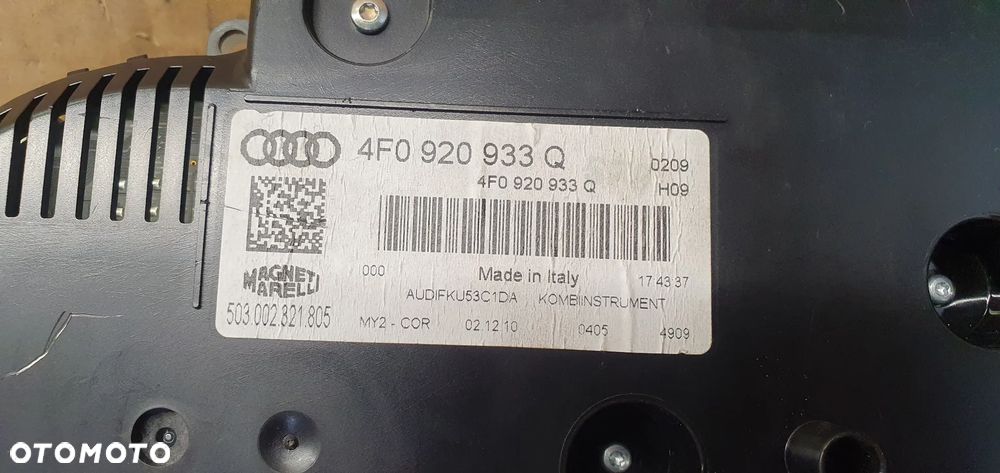 4F0 920 933 Q 0209
4F0 920 933 Q H09
MAGNETI
MARELLI
503.002.321.805
000 Made in Italy 17 43 37
AUDIFKU53C1DA KOMBIINSTRUMENT
MY2 - COR 02.12.10 0405 4909
OTOMOTO